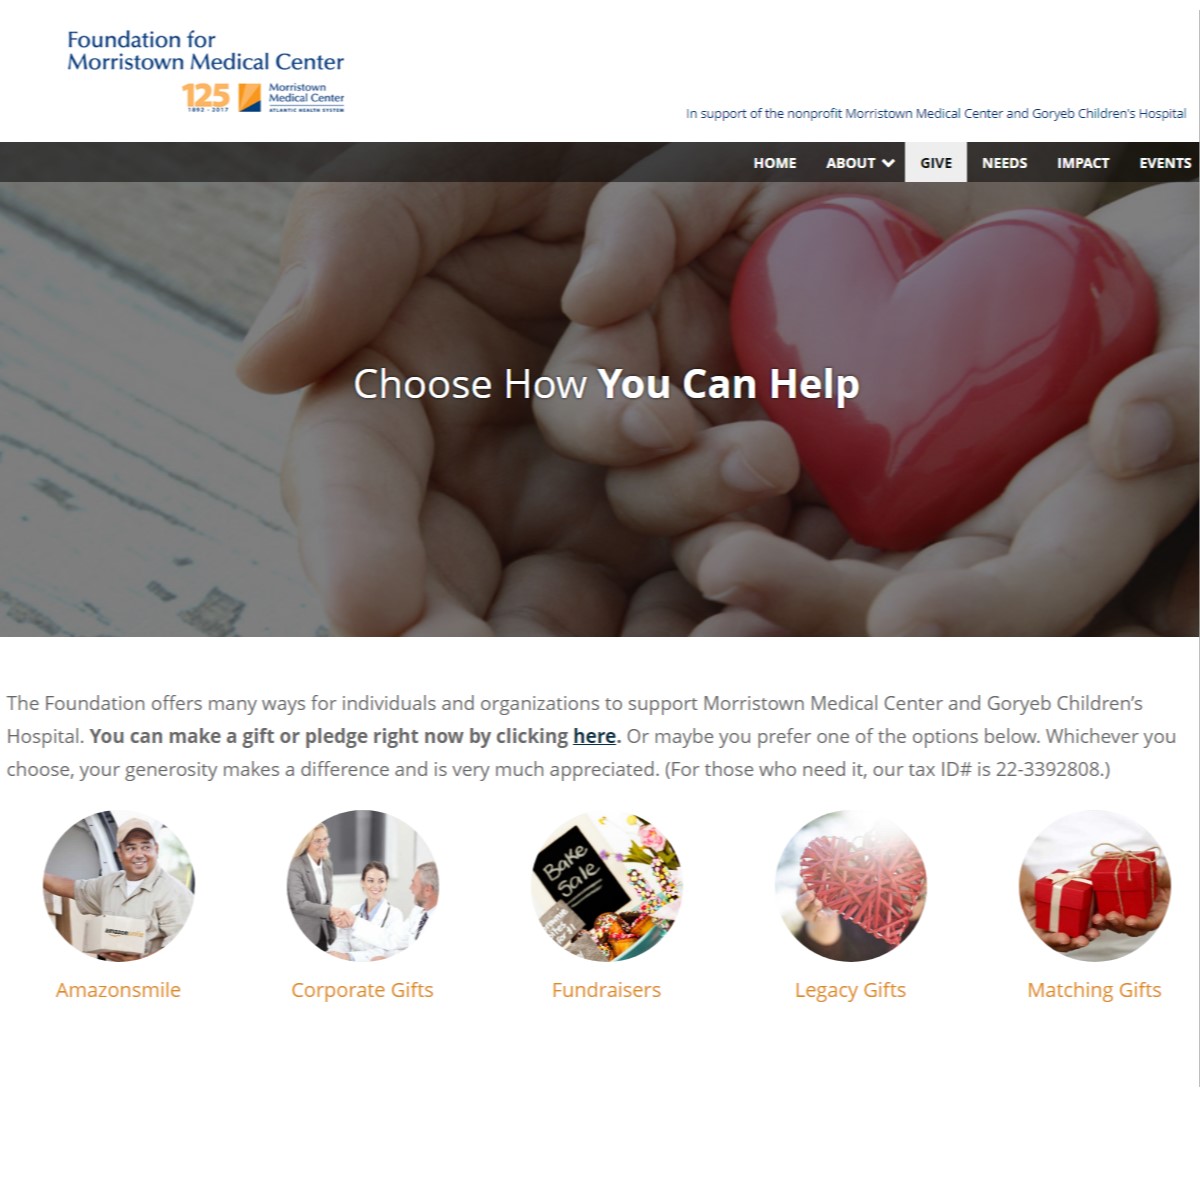 Foundation for
Morristown Medical Center
125
1892 - 2017
Morristown
Medical Center
ATLANTIC HEALTH SYSTEM
In support of the nonprofit Morristown Medical Center and Goryeb Children's Hospital
HOME ABOUT GIVE NEEDS IMPACT EVENTS
Choose How You Can Help
The Foundation offers many ways for individuals and organizations to support Morristown Medical Center and Goryeb Children’s
Hospital. You can make a gift or pledge right now by clicking here. Or maybe you prefer one of the options below. Whichever you
choose, your generosity makes a difference and is very much appreciated. (For those who need it, our tax ID# is 22-3392808.)
Bake
Sale
Amazonsmile Corporate Gifts Fundraisers Legacy Gifts Matching Gifts